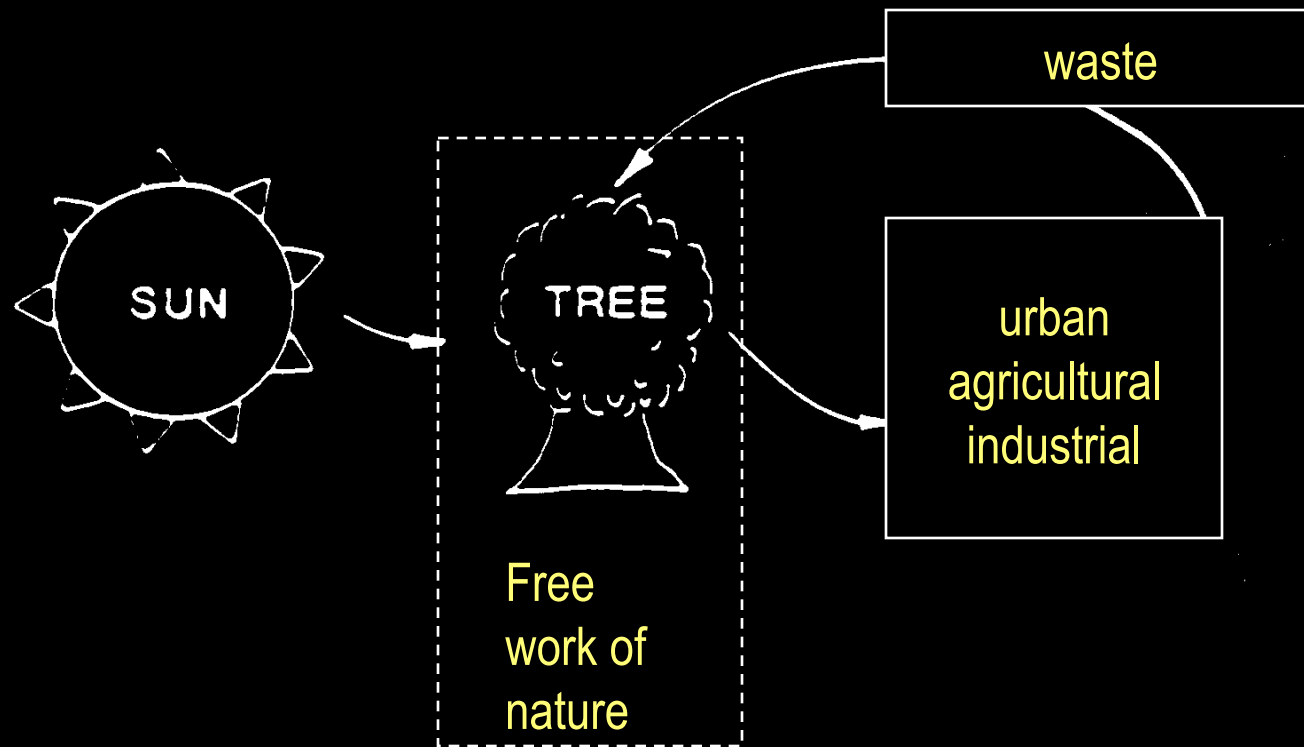 waste
SUN
TREE
urban
agricultural
industrial
Free
work of
nature